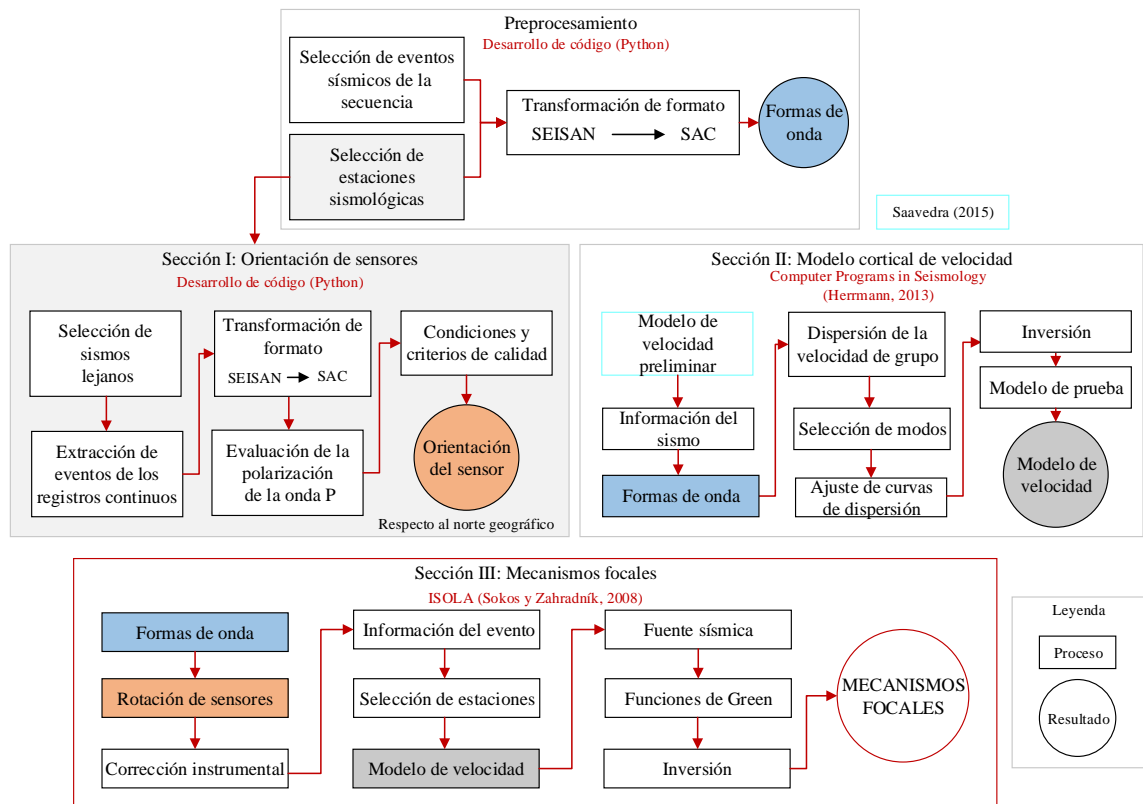 Preprocesamiento
Desarrollo de código (Python)
Selección de eventos
sísmicos de la
secuencia
Selección de
estaciones
sismológicas
Transformación de formato
SEISAN SAC
Formas de
onda
Saavedra (2015)
Sección I: Orientación de sensores
Desarrollo de código (Python)
Selección de
sismos
lejanos
Extracción de
eventos de los
registros continuos
Transformación de
formato
SEISAN SAC
Evaluación de la
polarización
de la onda P
Condiciones y
criterios de calidad
Orientación
del sensor
Respecto al norte geográfico
Sección II: Modelo cortical de velocidad
Computer Programs in Seismology
(Herrmann, 2013)
Modelo de
velocidad
preliminar
Información del
sismo
Formas de onda
Dispersión de la
velocidad de grupo
Selección de modos
Ajuste de curvas
de dispersión
Inversión
Modelo de prueba
Modelo de
velocidad
Sección III: Mecanismos focales
ISOLA (Sokos y Zahradník, 2008)
Formas de onda
Rotación de sensores
Corrección instrumental
Información del evento
Selección de estaciones
Modelo de velocidad
Fuente sísmica
Funciones de Green
Inversión
MECANISMOS
FOCALES
Leyenda
Proceso
Resultado